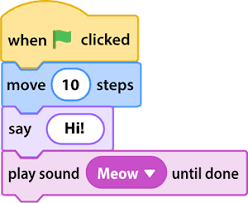 when clicked
move 10 steps
say Hi!
play sound Meow until done